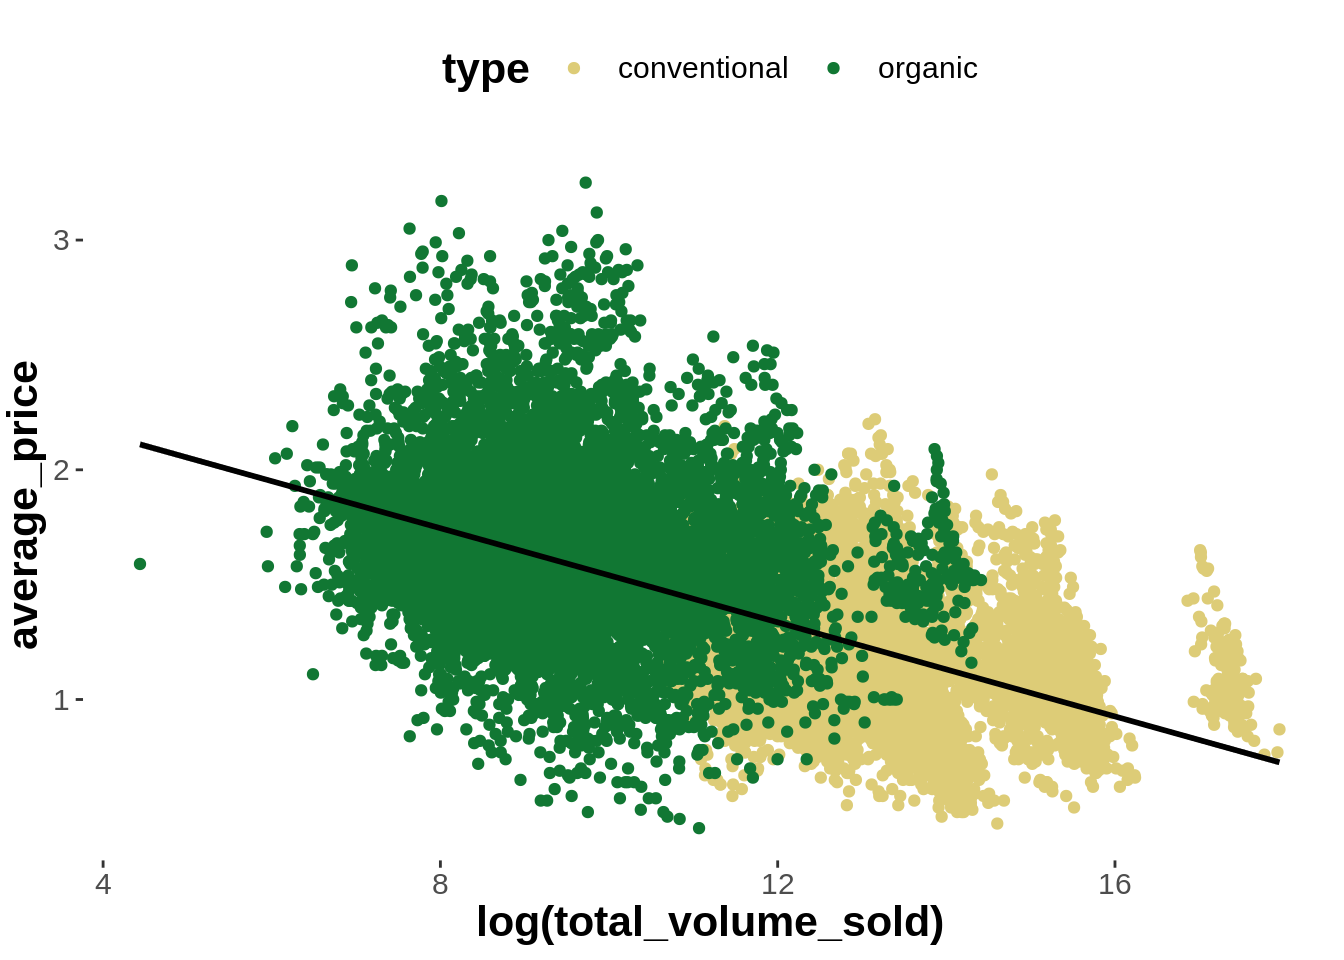 type conventional organic
3
2
1
average_price
4 8 12 16
log(total_volume_sold)